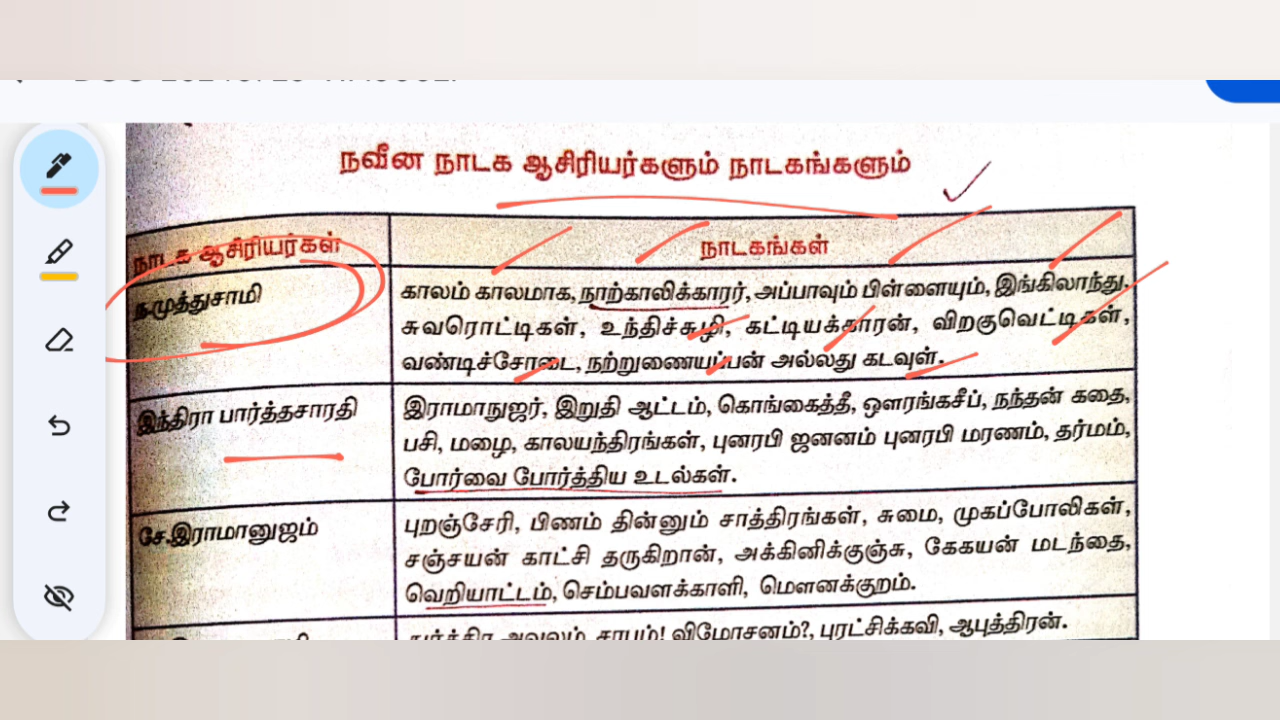 நவீன நாடக ஆசிரியர்களும் நாடகங்களும்
நாடக ஆசிரியர்கள்
நாடகங்கள்
ந.முத்துசாமி
காலம் காலமாக, நாற்காலிக்காரர், அப்பாவும் பிள்ளையும், இங்கிலாந்து,
சுவரொட்டிகள், உந்திச்சுழி, கட்டியக்காரன், விறகுவெட்டிகள்,
வண்டிச்சோடை, நற்றுணையப்பன் அல்லது கடவுள்.
இந்திரா பார்த்தசாரதி
இராமாநுஜர், இறுதி ஆட்டம், கொங்கைத்தீ, ஔரங்கசீப், நந்தன் கதை,
பசி, மழை, காலயந்திரங்கள், புனரபி ஜனனம் புனரபி மரணம், தர்மம்,
போர்வை போர்த்திய உடல்கள்.
சே.இராமானுஜம்
புறஞ்சேரி, பிணம் தின்னும் சாத்திரங்கள், சுமை, முகப்போலிகள்,
சஞ்சயன் காட்சி தருகிறான், அக்கினிக்குஞ்சு, கேகயன் மடந்தை,
வெறியாட்டம், செம்பவளக்காளி, மௌனக்குறம்.
அவலம், சாபம்! விமோசனம்?, புரட்சிக்கவி, ஆபுத்திரன்.